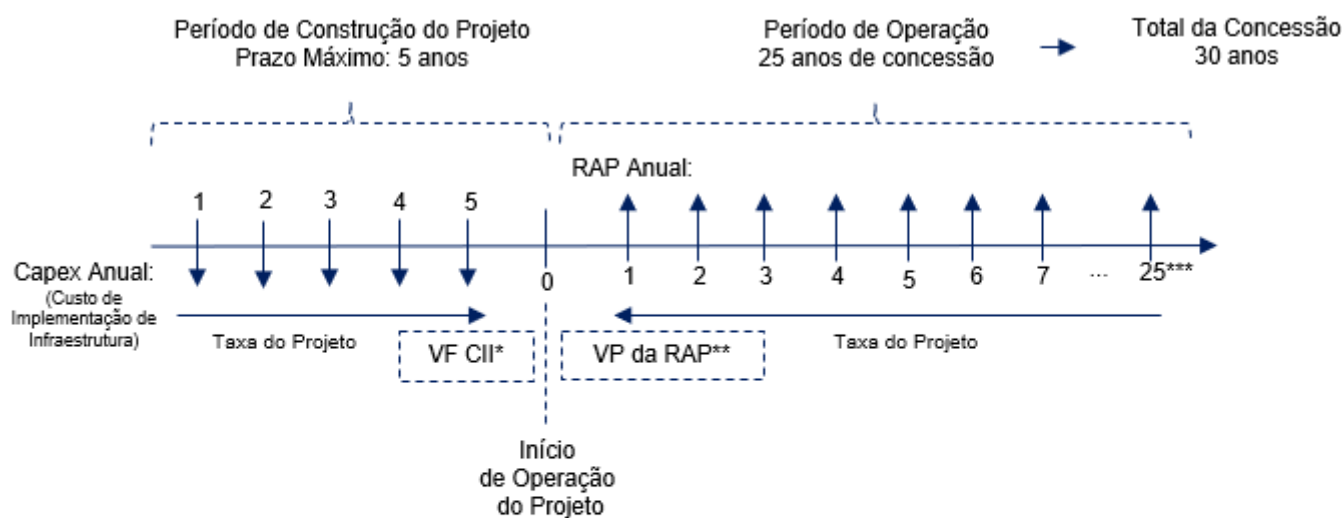 Período de Construção do Projeto
Prazo Máximo: 5 anos
Período de Operação
25 anos de concessão
Total da Concessão
30 anos
RAP Anual:
1 2 3 4 5
Capex Anual:
(Custo de
Implementação de
Infraestrutura)
0 1 2 3 4 5 6 7 ... 25***
Taxa do Projeto
VF CII*
VP da RAP**
Taxa do Projeto
Início
de Operação
do Projeto